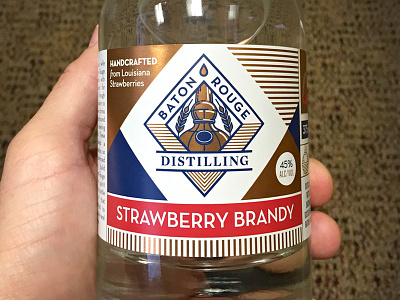 HANDCRAFTED
from Louisiana
Strawberries
BATON ROUGE
DISTILLING
45%
ALC/VOL
STRAWBERRY BRANDY